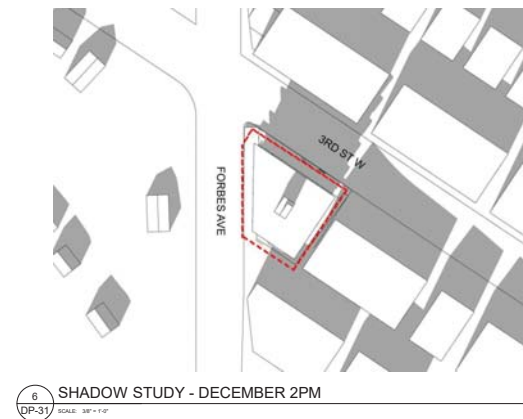 3RD ST W
FORBES AVE
6
DP-31
SHADOW STUDY - DECEMBER 2PM
SCALE: 3/8" = 1'-0"